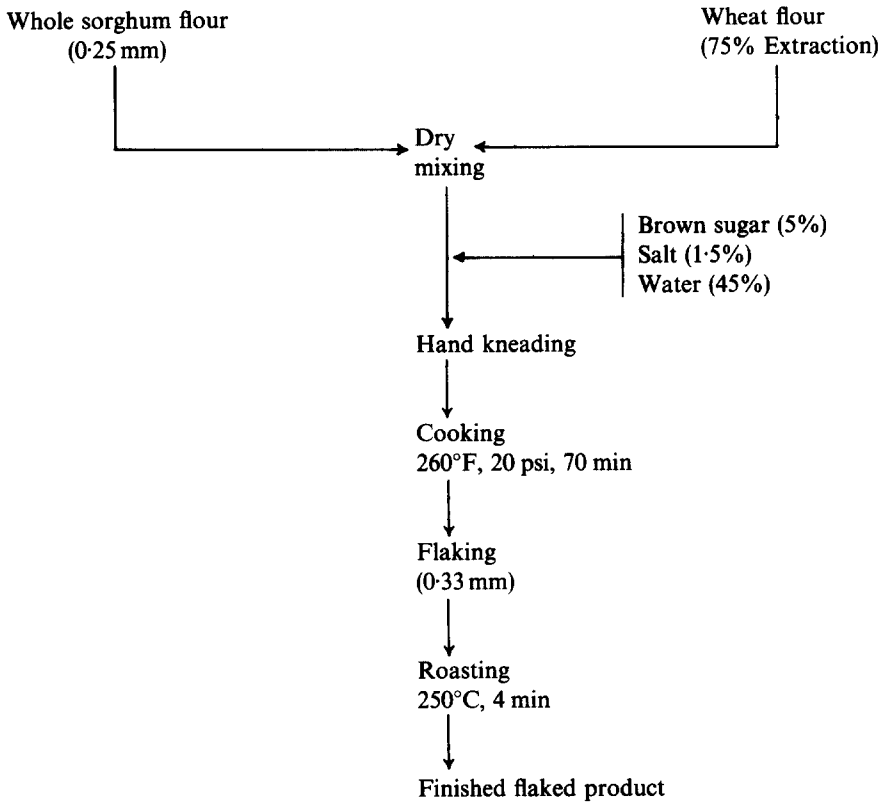 Whole sorghum flour
(0·25 mm)
Wheat flour
(75% Extraction)
Dry
mixing
Brown sugar (5%)
Salt (1·5%)
Water (45%)
Hand kneading
Cooking
260°F, 20 psi, 70 min
Flaking
(0·33 mm)
Roasting
250°C, 4 min
Finished flaked product